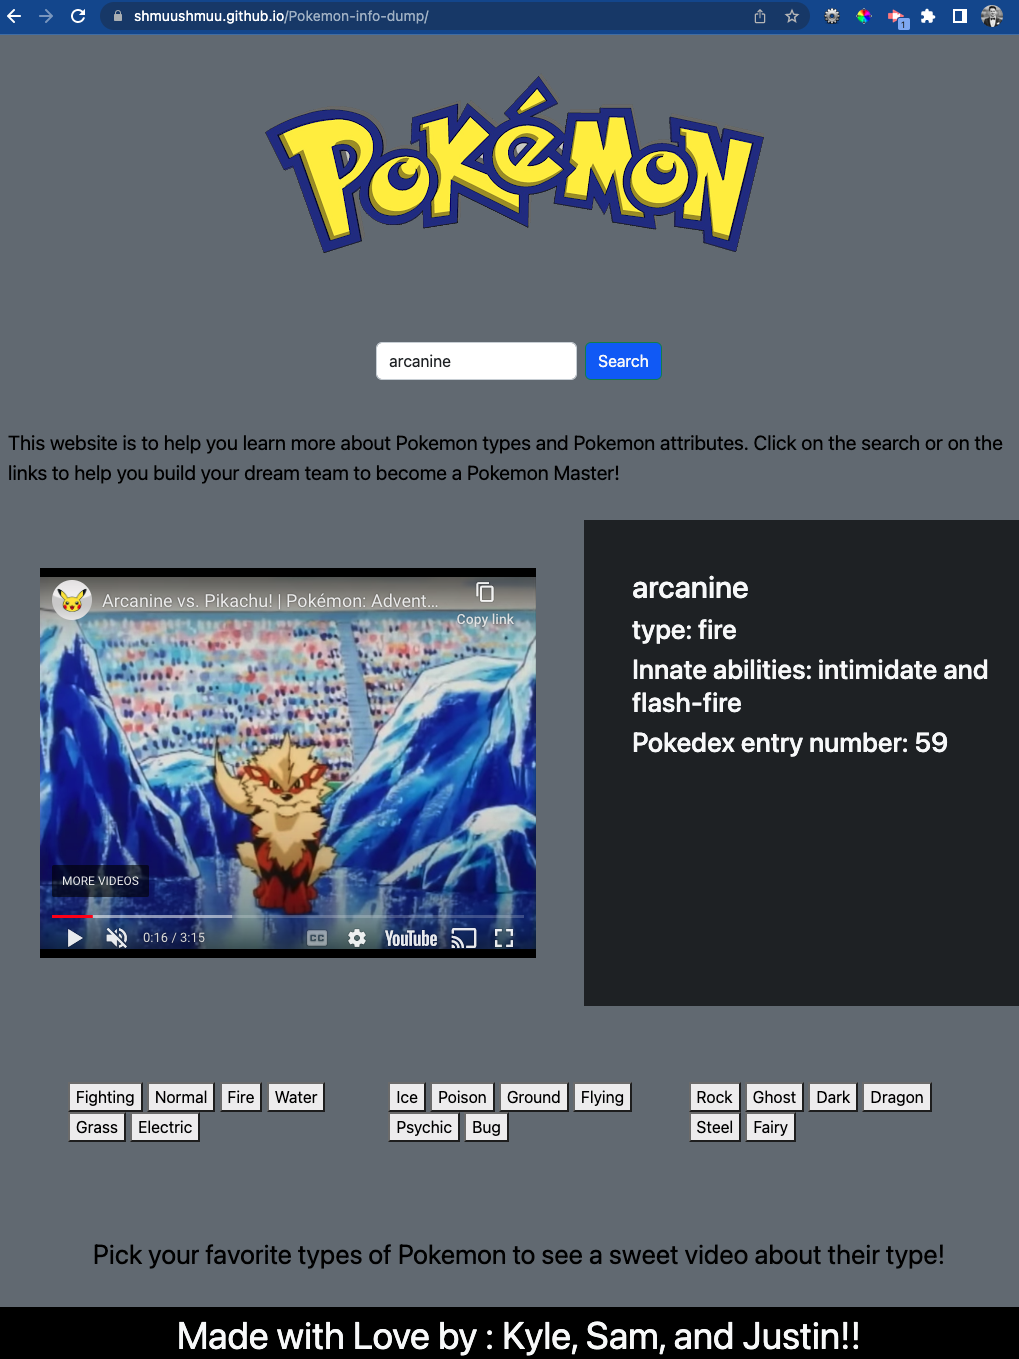 shmuushmuu.github.io/Pokemon-info-dump/
1
POKéMON
arcanine
Search
This website is to help you learn more about Pokemon types and Pokemon attributes. Click on the search or on the
links to help you build your dream team to become a Pokemon Master!
Arcanine vs. Pikachu! | Pokémon: Advent...
Copy link
MORE VIDEOS
0:16 / 3:15
CC
YouTube
arcanine
type: fire
Innate abilities: intimidate and
flash-fire
Pokedex entry number: 59
Fighting Normal Fire Water
Grass Electric
Ice Poison Ground Flying
Psychic Bug
Rock Ghost Dark Dragon
Steel Fairy
Pick your favorite types of Pokemon to see a sweet video about their type!
Made with Love by : Kyle, Sam, and Justin!!